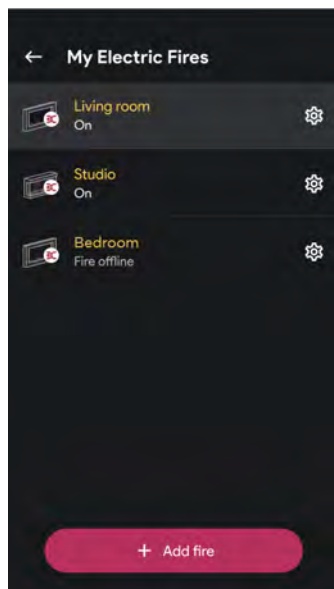 My Electric Fires
Living room
On
Studio
On
Bedroom
Fire offline
+ Add fire